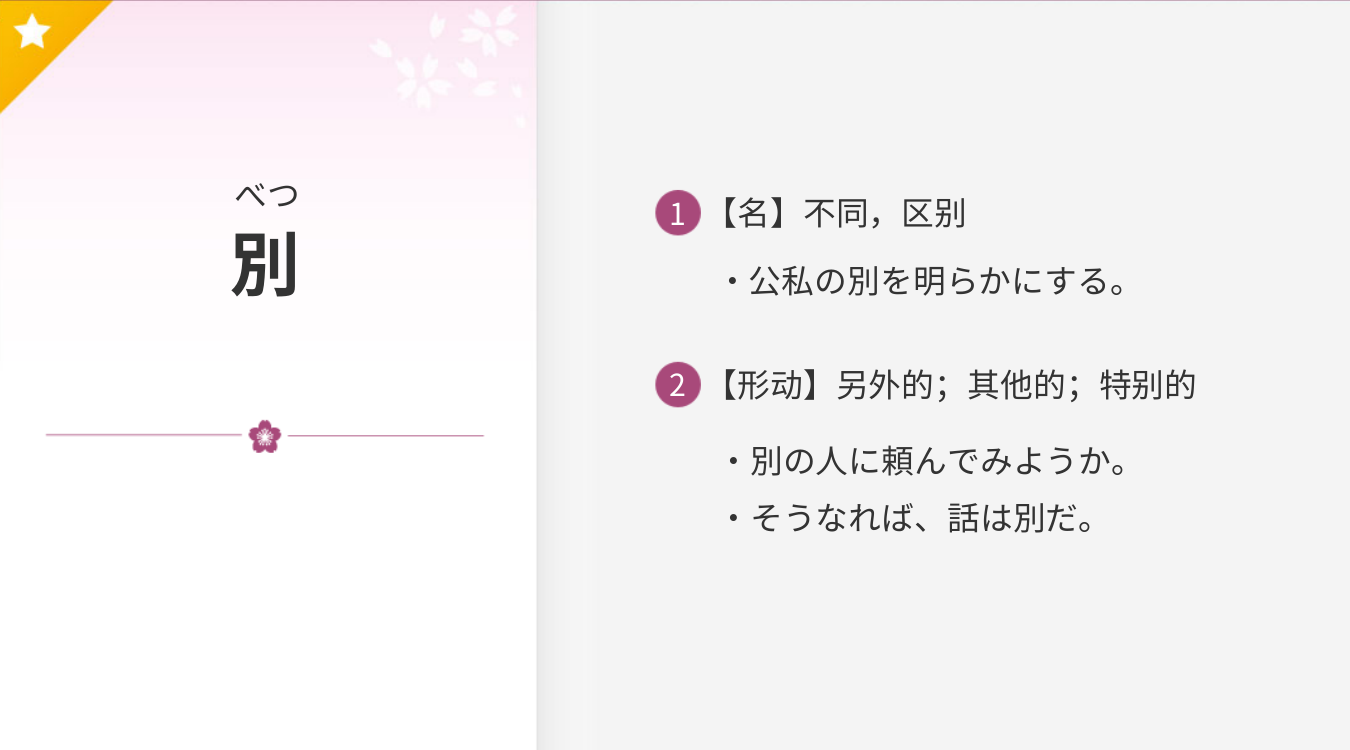 べつ
別
1 【名】不同，区别
・公私の別を明らかにする。
2 【形动】另外的；其他的；特别的
・別の人に頼んでみようか。
・そうなれば、話は別だ。